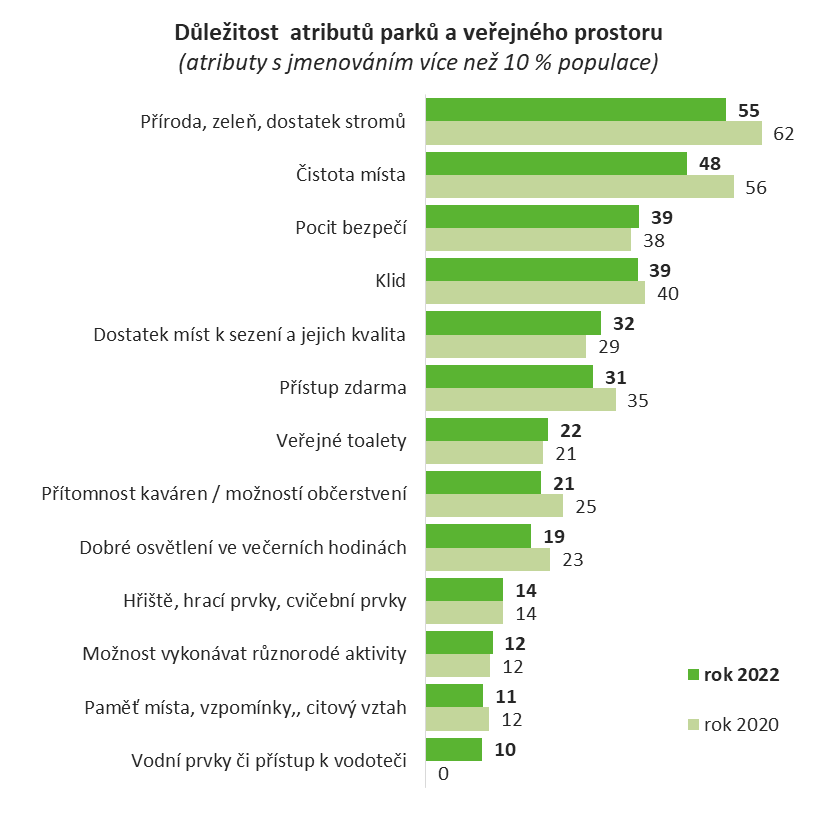 Důležitost atributů parků a veřejného prostoru
(atributy s jmenováním více než 10 % populace)
Příroda, zeleň, dostatek stromů
55
62
Čistota místa
48
56
Pocit bezpečí
39
38
Klid
39
40
Dostatek míst k sezení a jejich kvalita
32
29
Přístup zdarma
31
35
Veřejné toalety
22
21
Přítomnost kaváren / možností občerstvení
21
25
Dobré osvětlení ve večerních hodinách
19
23
Hřiště, hrací prvky, cvičební prvky
14
14
Možnost vykonávat různorodé aktivity
12
12
Paměť místa, vzpomínky,, citový vztah
11
12
Vodní prvky či přístup k vodoteči
10
0
rok 2022
rok 2020